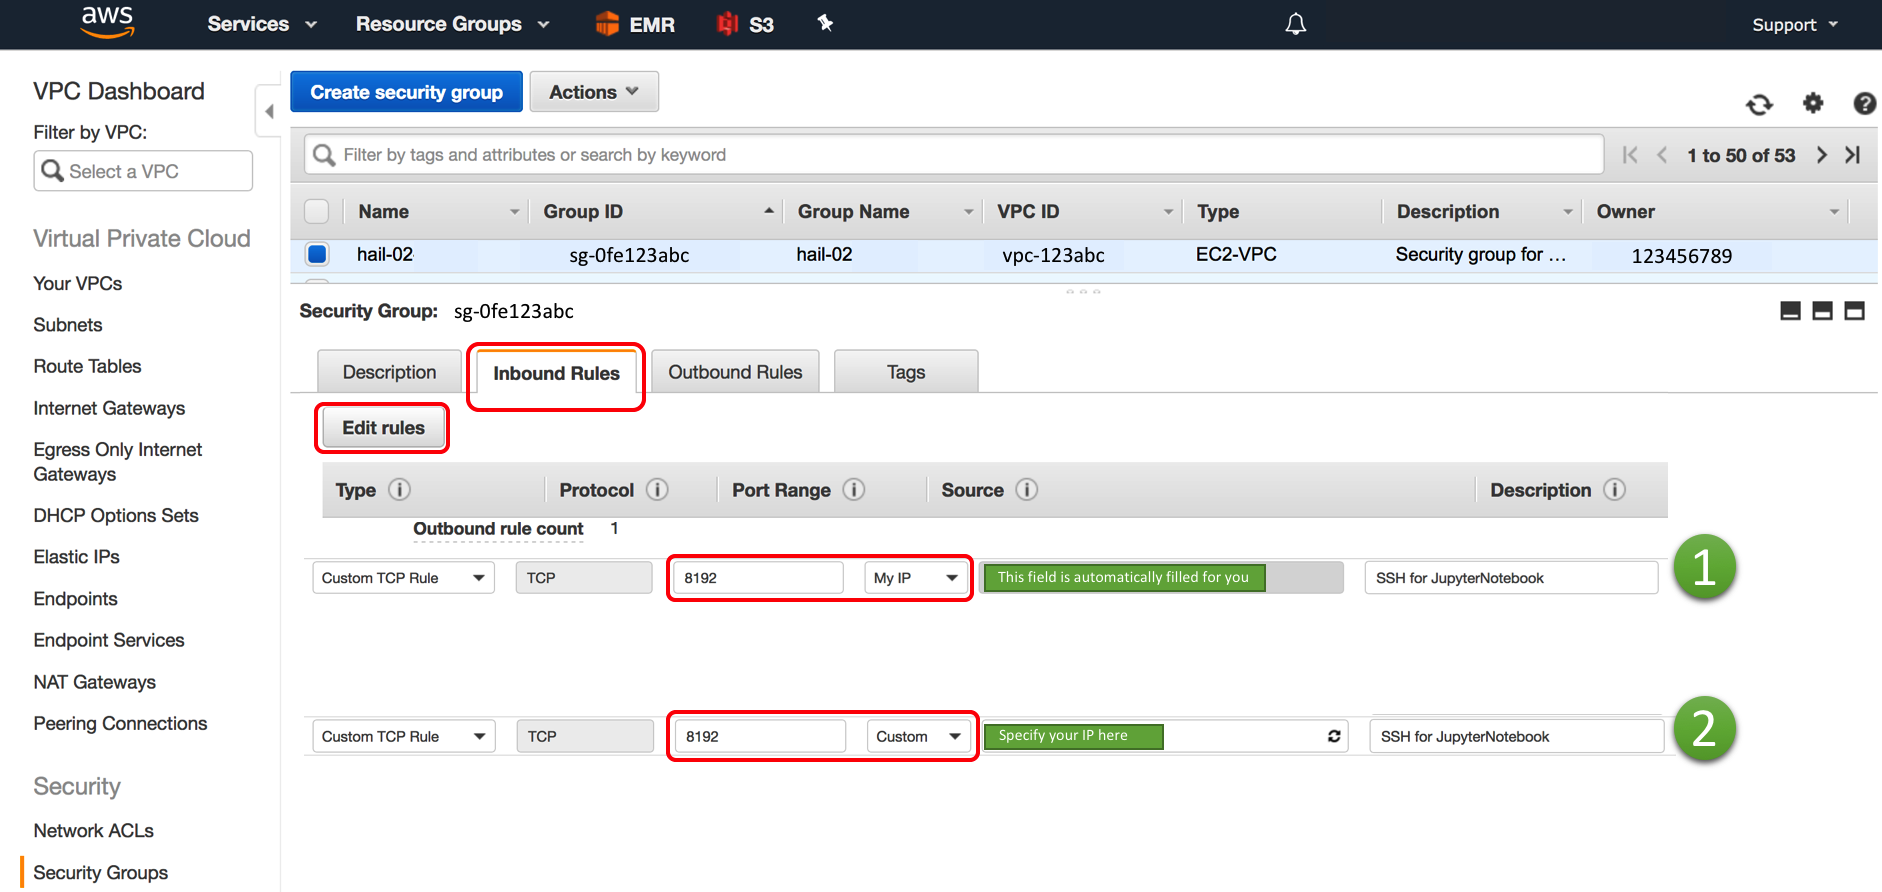 aws Services Resource Groups EMR S3 Support
VPC Dashboard
Filter by VPC:
Select a VPC
Virtual Private Cloud
Your VPCs
Subnets
Route Tables
Internet Gateways
Egress Only Internet
Gateways
DHCP Options Sets
Elastic IPs
Endpoints
Endpoint Services
NAT Gateways
Peering Connections
Security
Network ACLs
Security Groups
Create security group Actions
Filter by tags and attributes or search by keyword 1 to 50 of 53
Name Group ID Group Name VPC ID Type Description Owner
hail-02 sg-0fe123abc hail-02 vpc-123abc EC2-VPC Security group for ... 123456789
Security Group: sg-0fe123abc
Description Inbound Rules Outbound Rules Tags
Edit rules
Type Protocol Port Range Source Description
Outbound rule count 1
Custom TCP Rule TCP 8192 My IP This field is automatically filled for you SSH for JupyterNotebook 1
Custom TCP Rule TCP 8192 Custom Specify your IP here SSH for JupyterNotebook 2